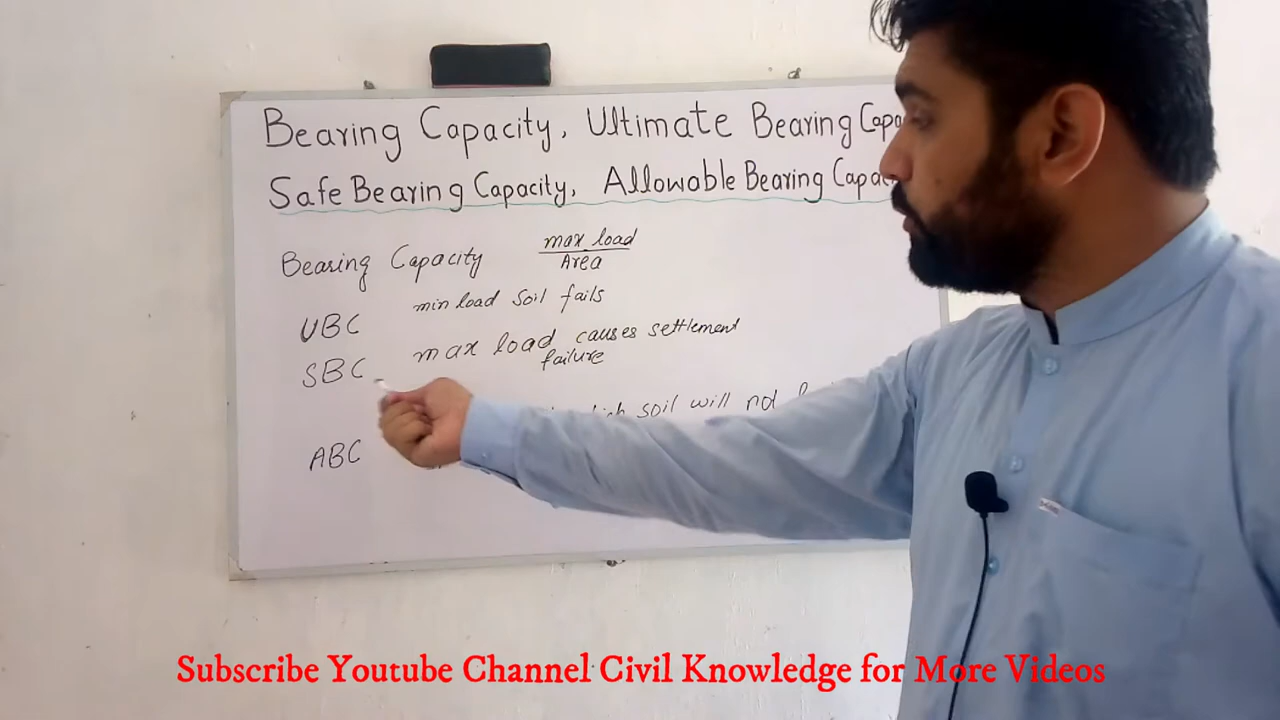 Bearing Capacity, Ultimate Bearing Capa
Safe Bearing Capacity, Allowable Bearing Capac
Bearing Capacity max load
Area
UBC min load soil fails
SBC max load causes settlement
failure
soil will not
ABC
Subscribe Youtube Channel Civil Knowledge for More Videos